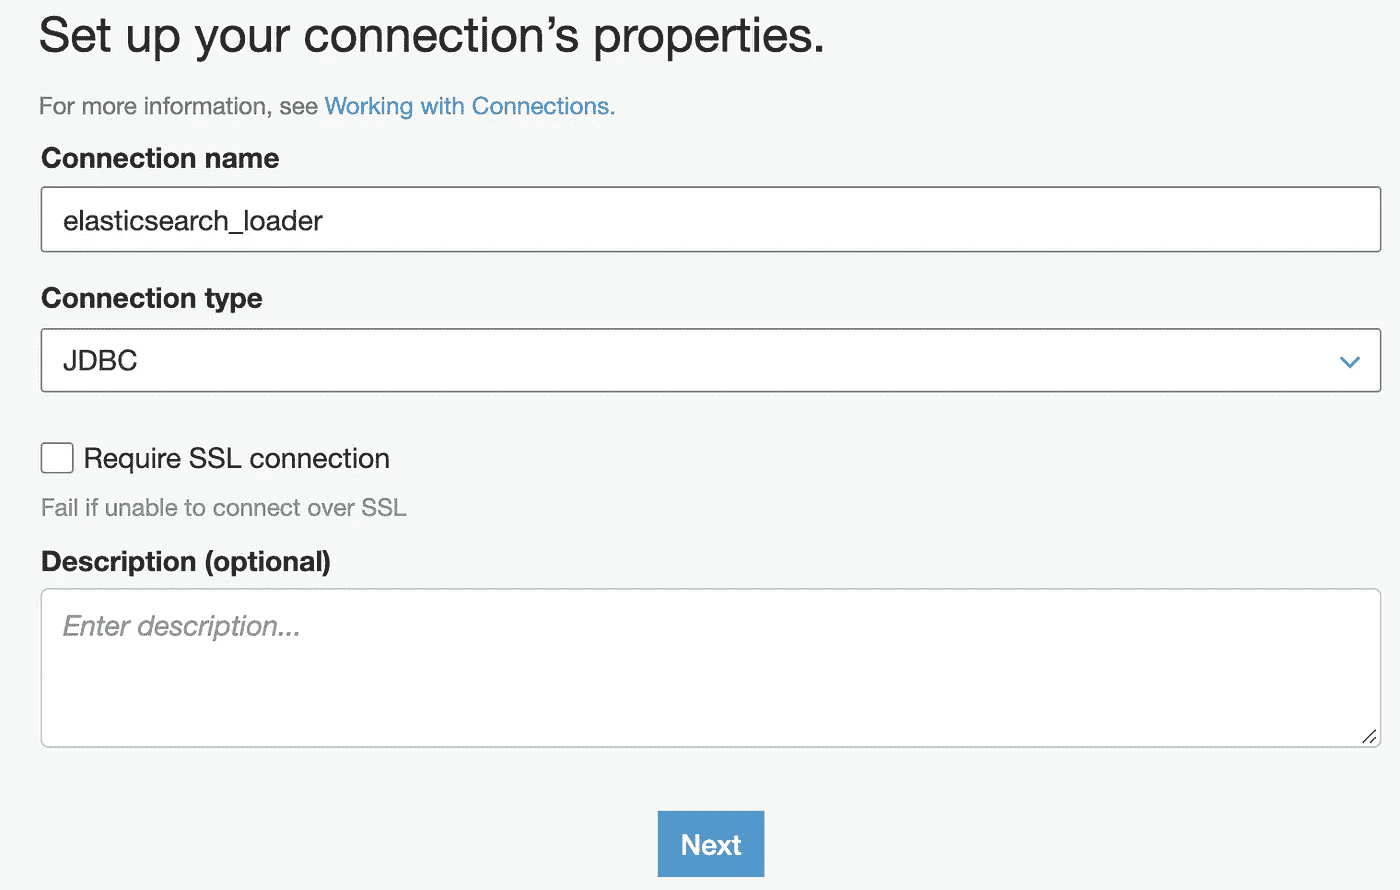 Set up your connection’s properties.
For more information, see Working with Connections.
Connection name
elasticsearch_loader
Connection type
JDBC
Require SSL connection
Fail if unable to connect over SSL
Description (optional)
Enter description...
Next